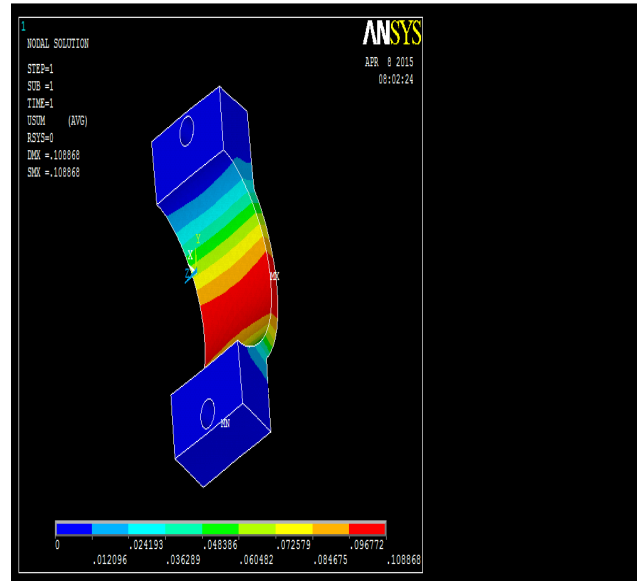 1
NODAL SOLUTION
ANSYS
STEP=1
SUB =1
TIME=1
USUM (AVG)
RSYS=0
DMX =.108868
SMX =.108868
APR 8 2015
08:02:24
Y
X
Z
MX
MN
0 .024193 .048386 .072579 .096772
.012096 .036289 .060482 .084675 .108868